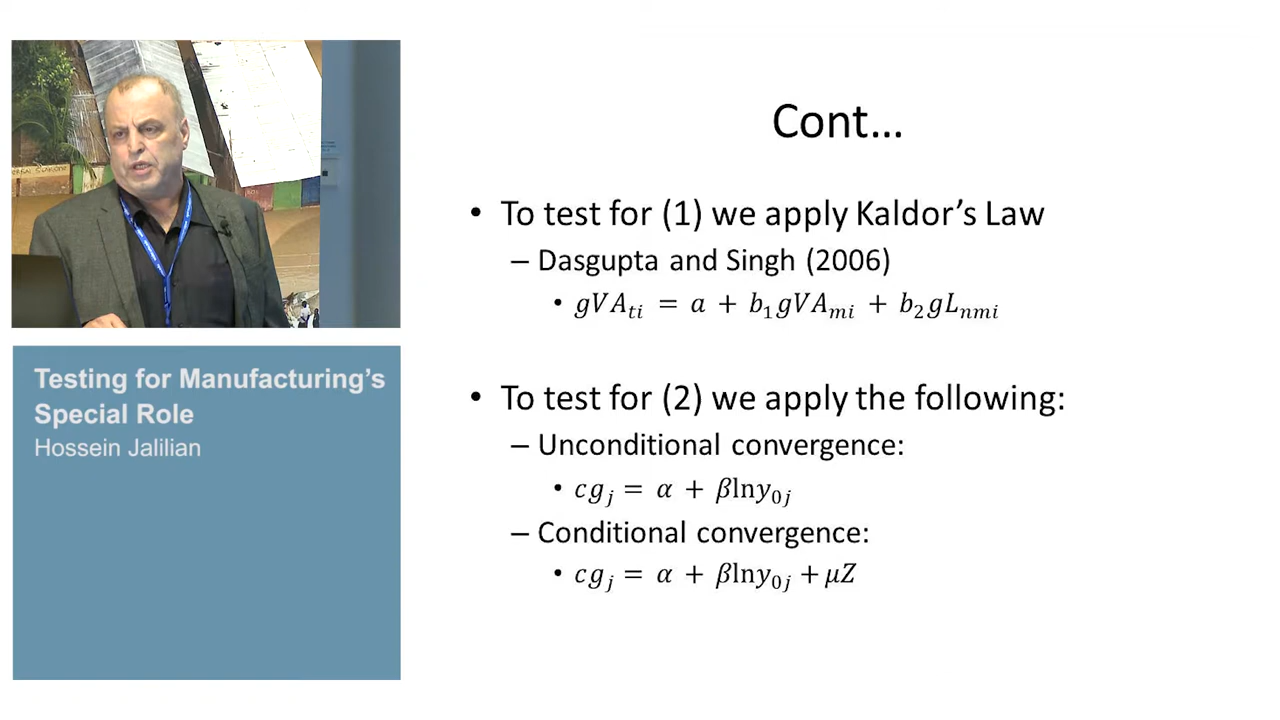 Cont...
• To test for (1) we apply Kaldor's Law
– Dasgupta and Singh (2006)
• gVAₜᵢ = a + b₁gVAₘᵢ + b₂gLₙₘᵢ
• To test for (2) we apply the following:
– Unconditional convergence:
• cgⱼ = α + βlny₀ⱼ
– Conditional convergence:
• cgⱼ = α + βlny₀ⱼ + μZ
Testing for Manufacturing's
Special Role
Hossein Jalilian